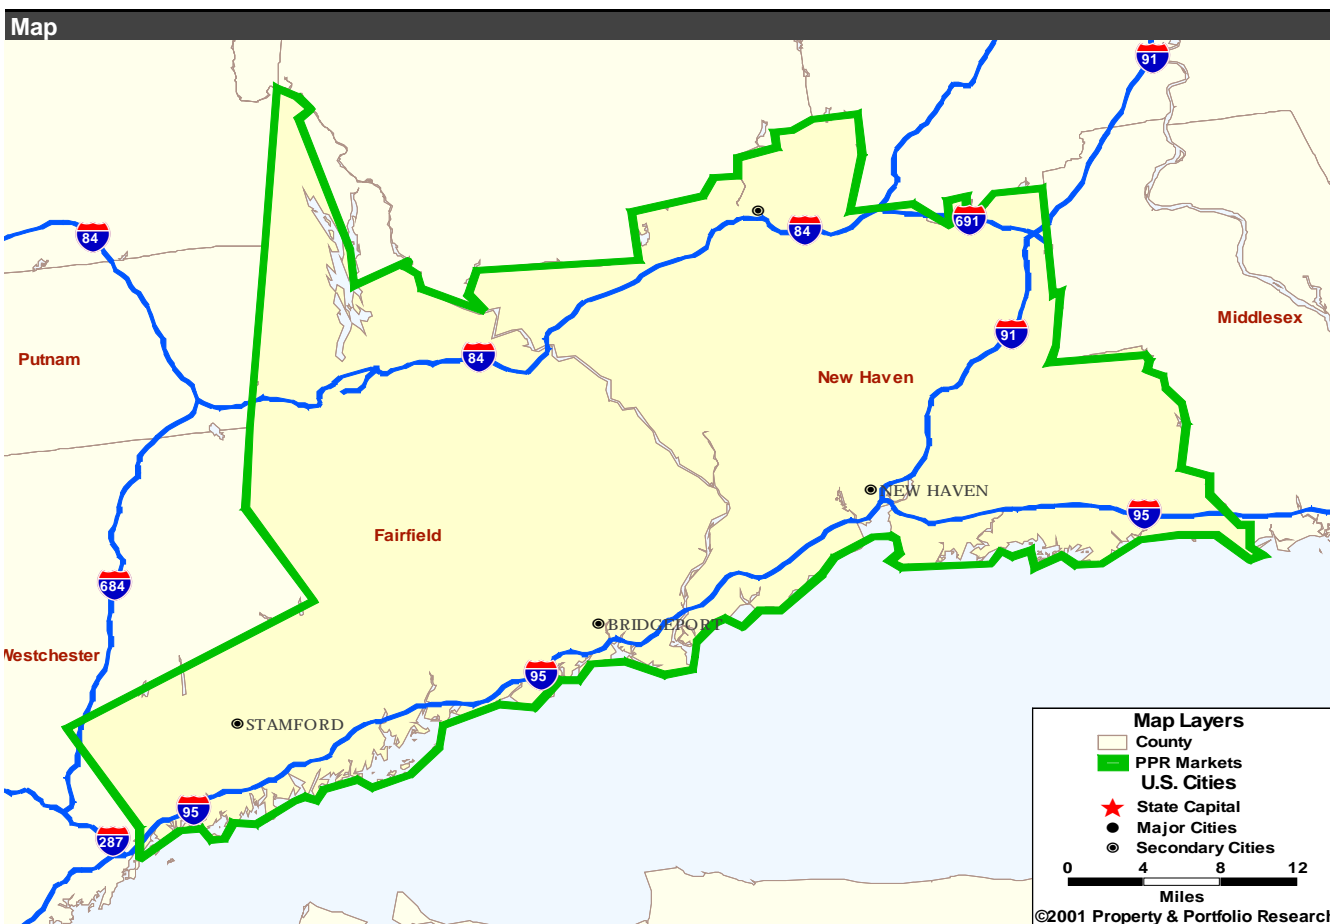 Map
91
84
691
84
Middlesex
91
Putnam
84
New Haven
NEW HAVEN
95
Fairfield
684
BRIDGEPORT
Westchester
95
STAMFORD
95
287
Map Layers
County
PPR Markets
U.S. Cities
State Capital
Major Cities
Secondary Cities
0 4 8 12
Miles
©2001 Property & Portfolio Research